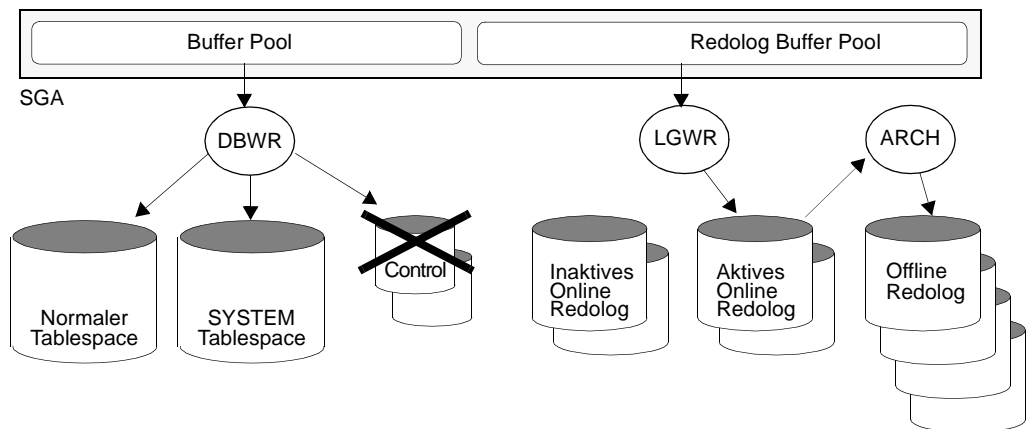 Buffer Pool
Redolog Buffer Pool
SGA
DBWR
LGWR
ARCH
Normaler
Tablespace
SYSTEM
Tablespace
Control
Inaktives
Online
Redolog
Aktives
Online
Redolog
Offline
Redolog